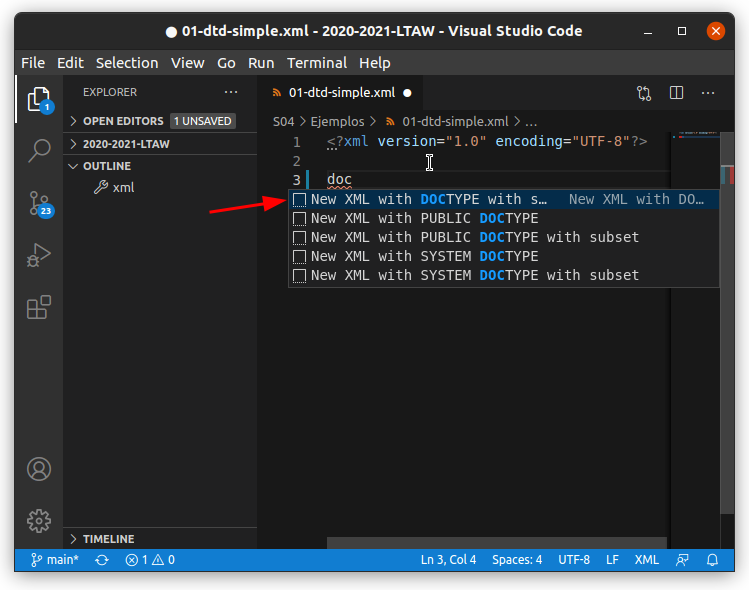 ● 01-dtd-simple.xml - 2020-2021-LTAW - Visual Studio Code
File Edit Selection View Go Run Terminal Help
EXPLORER ···
01-dtd-simple.xml ●
OPEN EDITORS 1 UNSAVED
2020-2021-LTAW
OUTLINE
xml
S04 > Ejemplos > 01-dtd-simple.xml > ...
1 <?xml version="1.0" encoding="UTF-8"?>
2
3 doc
New XML with DOCTYPE with s… New XML with DO…
New XML with PUBLIC DOCTYPE
New XML with PUBLIC DOCTYPE with subset
New XML with SYSTEM DOCTYPE
New XML with SYSTEM DOCTYPE with subset
1
23
TIMELINE
main* 1 0 Ln 3, Col 4 Spaces: 4 UTF-8 LF XML